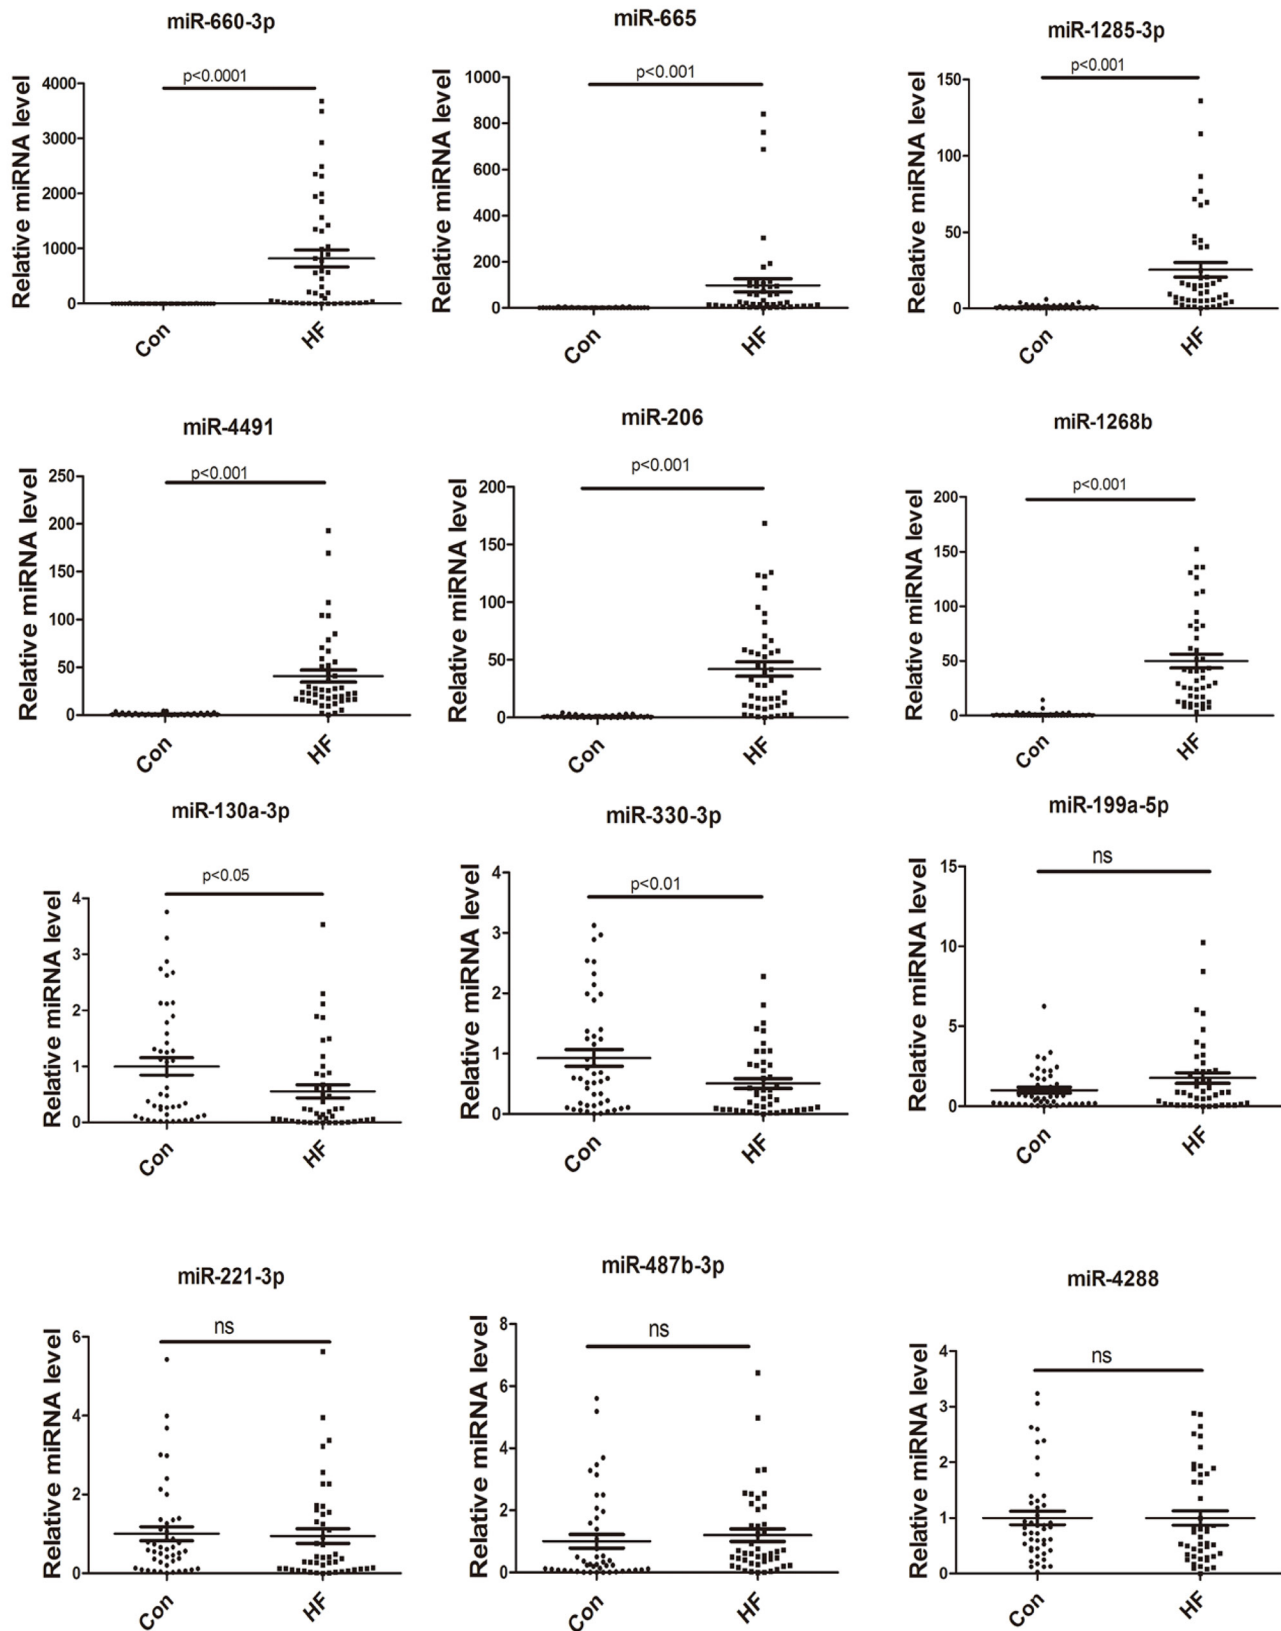 miR-660-3p
p<0.0001
Relative miRNA level
4000
3000
2000
1000
0
Con
HF
miR-665
p<0.001
Relative miRNA level
1000
800
600
400
200
0
Con
HF
miR-1285-3p
p<0.001
Relative miRNA level
150
100
50
0
Con
HF
miR-4491
p<0.001
Relative miRNA level
250
200
150
100
50
0
Con
HF
miR-206
p<0.001
Relative miRNA level
200
150
100
50
0
Con
HF
miR-1268b
p<0.001
Relative miRNA level
200
150
100
50
0
Con
HF
miR-130a-3p
p<0.05
Relative miRNA level
4
3
2
1
0
Con
HF
miR-330-3p
p<0.01
Relative miRNA level
4
3
2
1
0
Con
HF
miR-199a-5p
ns
Relative miRNA level
15
10
5
0
Con
HF
miR-221-3p
ns
Relative miRNA level
6
4
2
0
Con
HF
miR-487b-3p
ns
Relative miRNA level
8
6
4
2
0
Con
HF
miR-4288
ns
Relative miRNA level
4
3
2
1
0
Con
HF